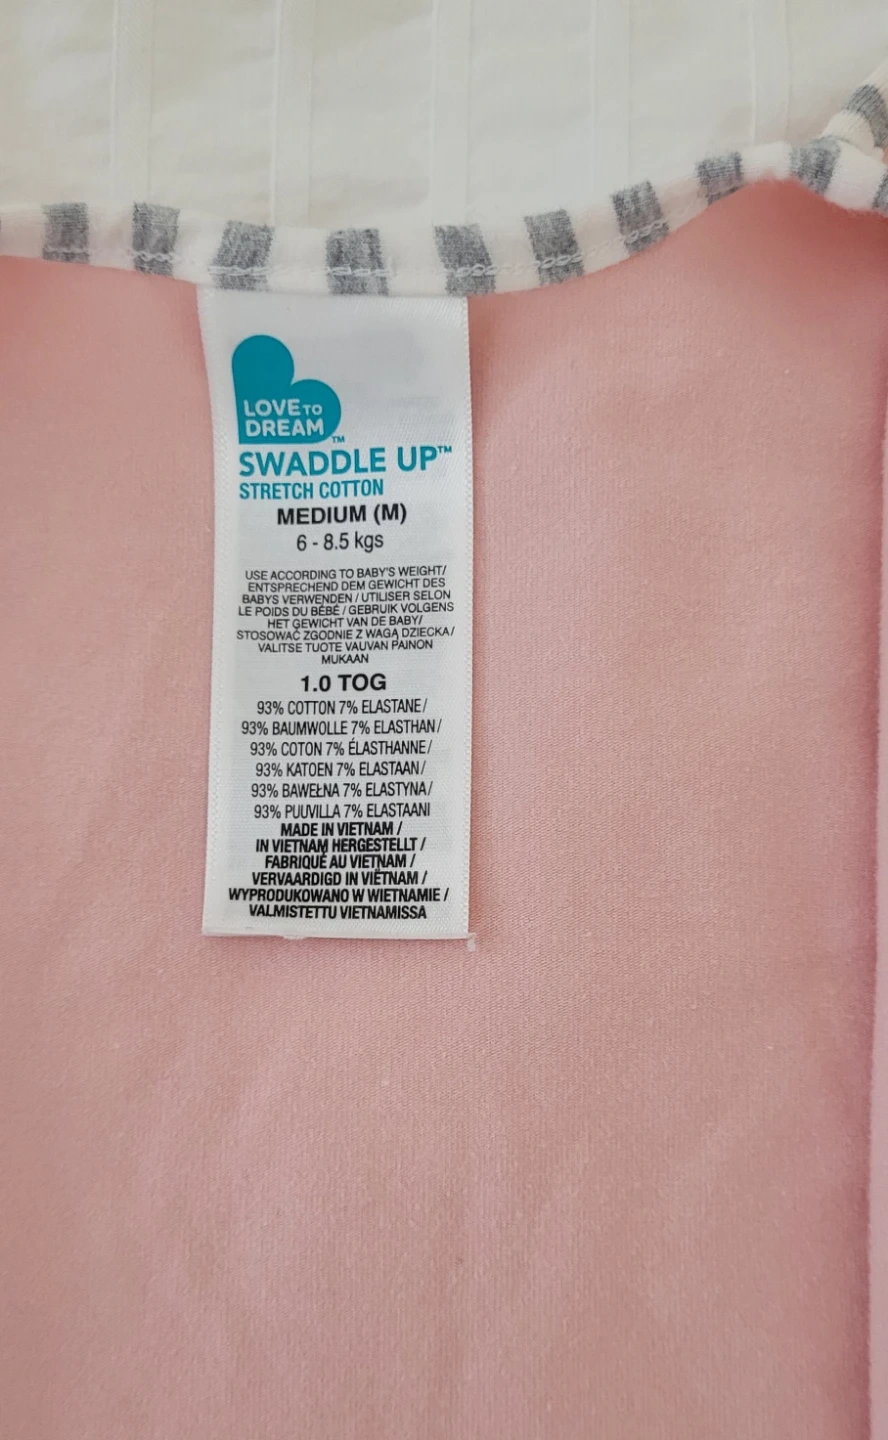 LOVE TO
DREAM™
SWADDLE UP™
STRETCH COTTON
MEDIUM (M)
6 - 8.5 kgs
USE ACCORDING TO BABY'S WEIGHT/
ENTSPRECHEND DEM GEWICHT DES
BABYS VERWENDEN / UTILISER SELON
LE POIDS DU BÉBÉ / GEBRUIK VOLGENS
HET GEWICHT VAN DE BABY/
STOSOWAĆ ZGODNIE Z WAGĄ DZIECKA/
VALITSE TUOTE VAUVAN PAINON
MUKAAN
1.0 TOG
93% COTTON 7% ELASTANE/
93% BAUMWOLLE 7% ELASTHAN/
93% COTON 7% ÉLASTHANNE/
93% KATOEN 7% ELASTAAN/
93% BAWEŁNA 7% ELASTYNA/
93% PUUVILLA 7% ELASTAANI
MADE IN VIETNAM /
IN VIETNAM HERGESTELLT /
FABRIQUÉ AU VIETNAM /
VERVAARDIGD IN VIËTNAM /
WYPRODUKOWANO W WIETNAMIE /
VALMISTETTU VIETNAMISSA